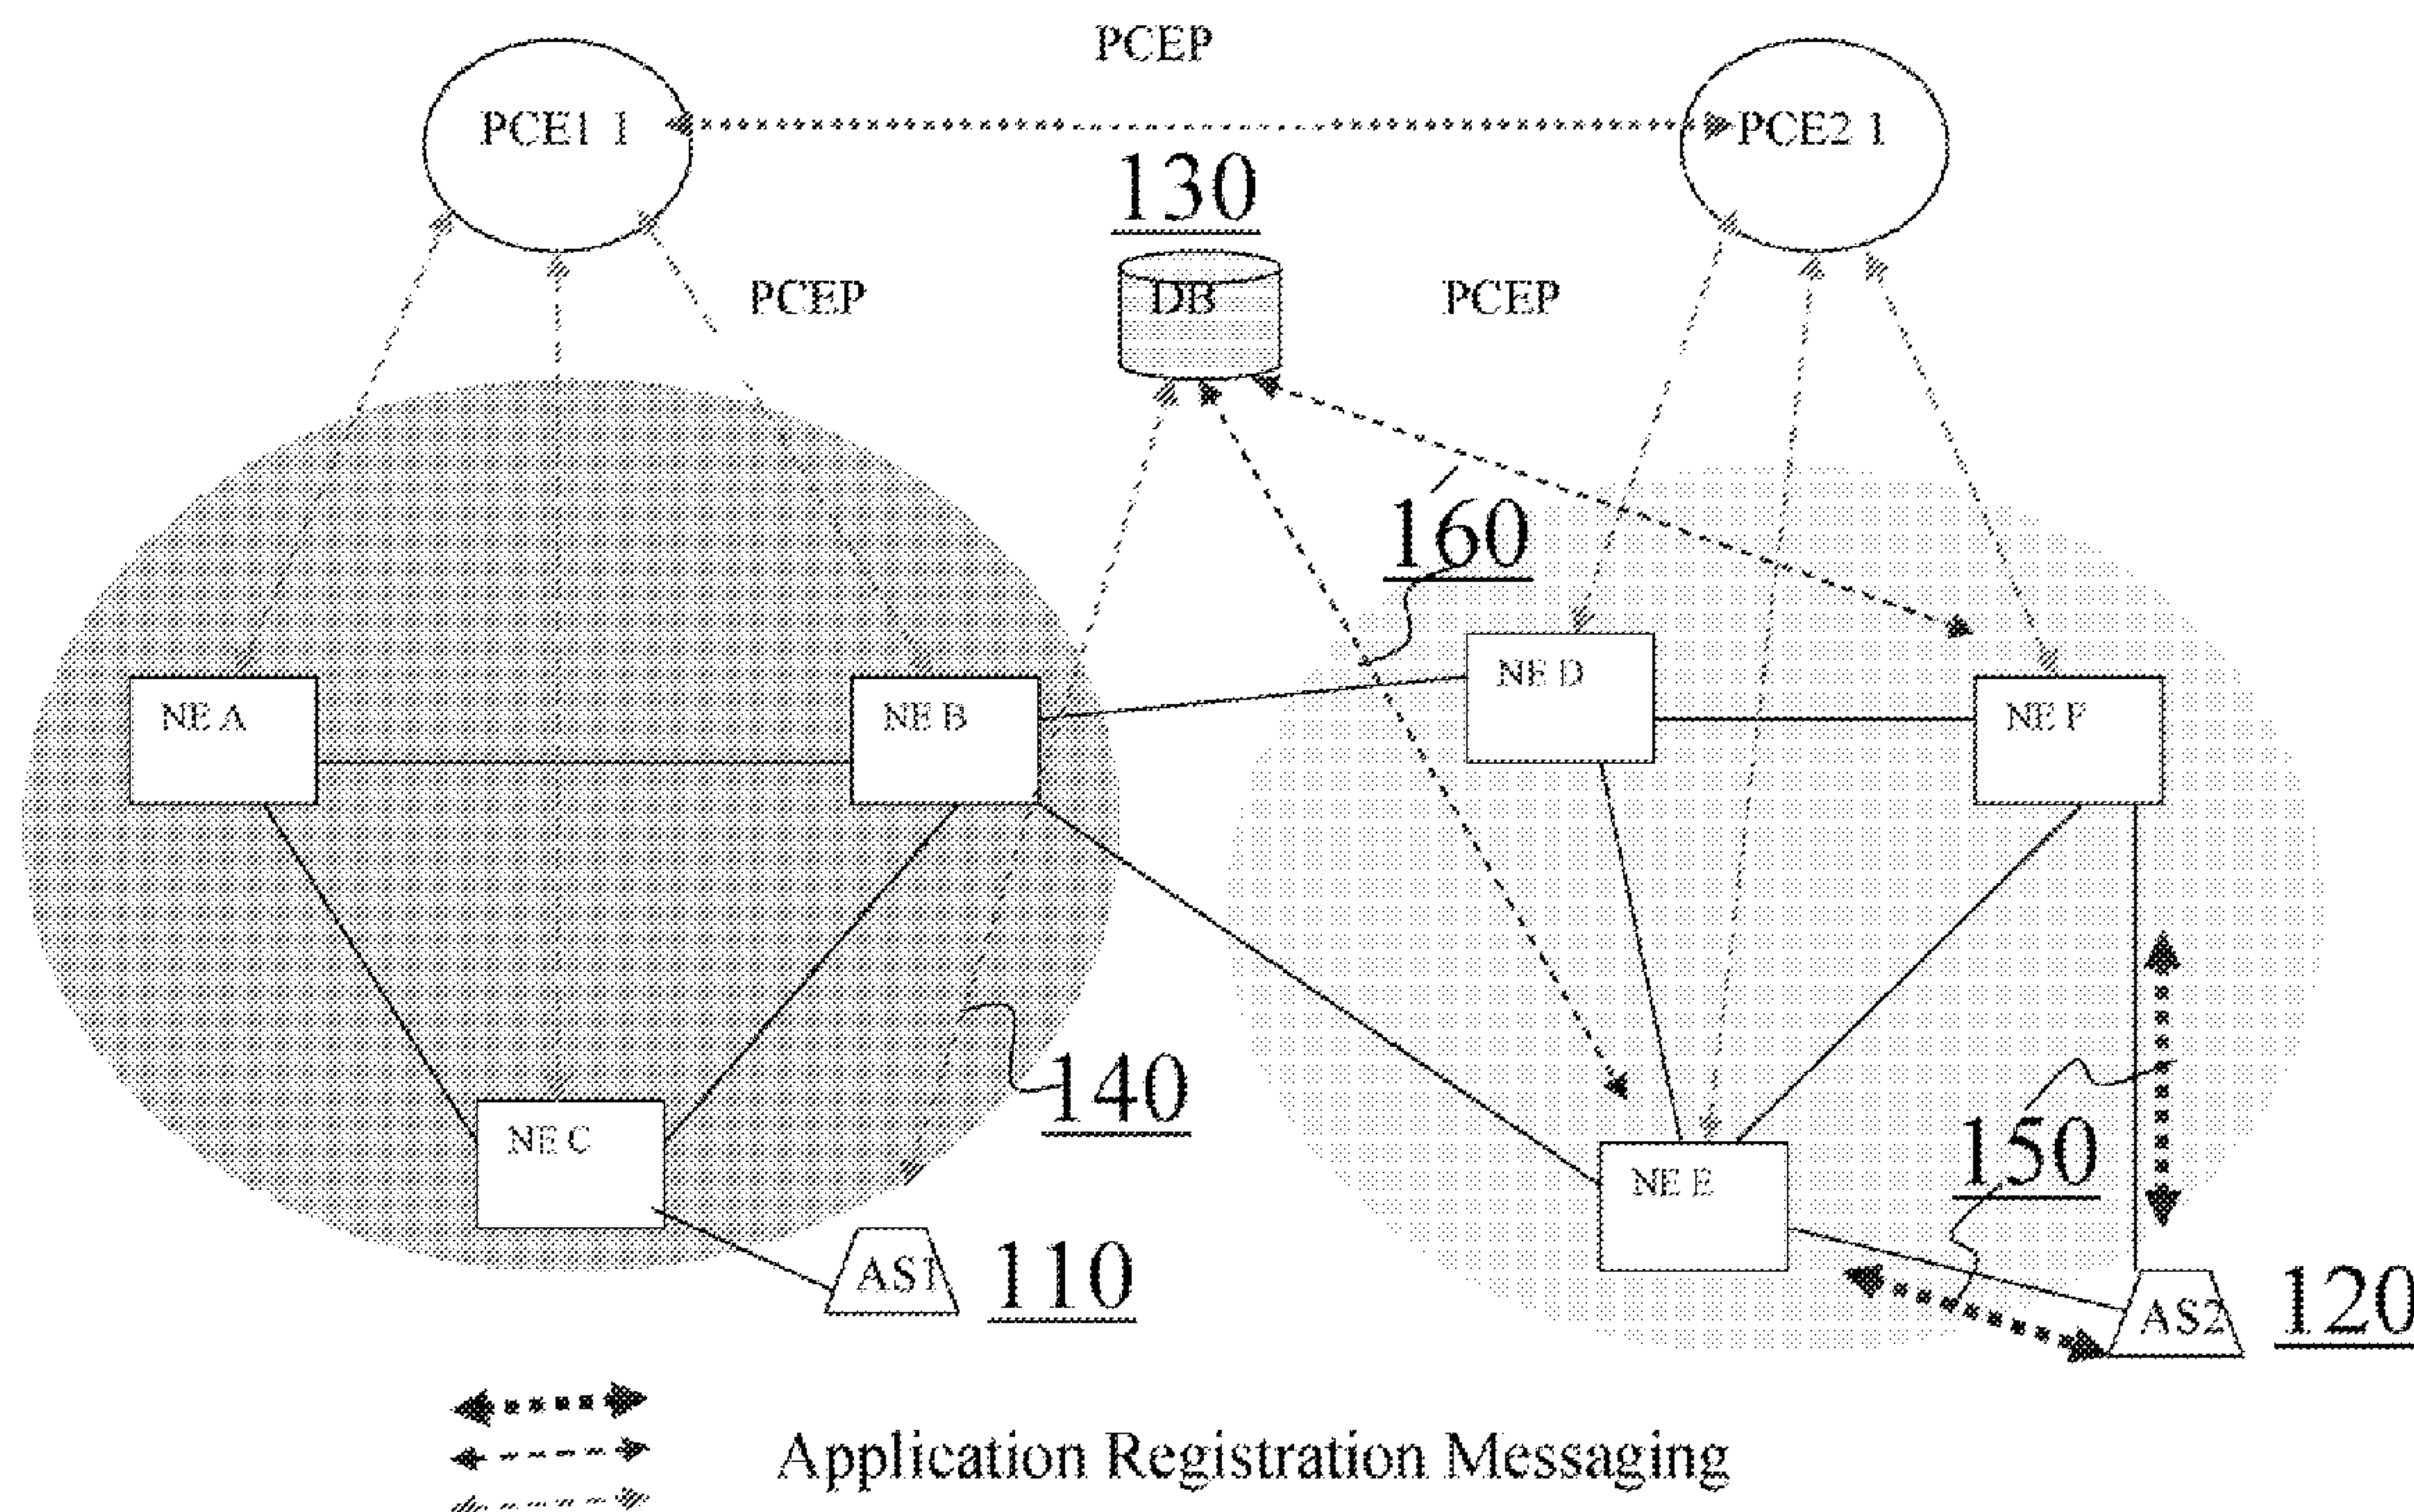 PCEP
PCE1 1
PCE2 1
130
PCEP
DB
PCEP
160
NE A
NE B
NE D
NE F
140
NE C
150
NE E
AS1
110
AS2
120
Application Registration Messaging